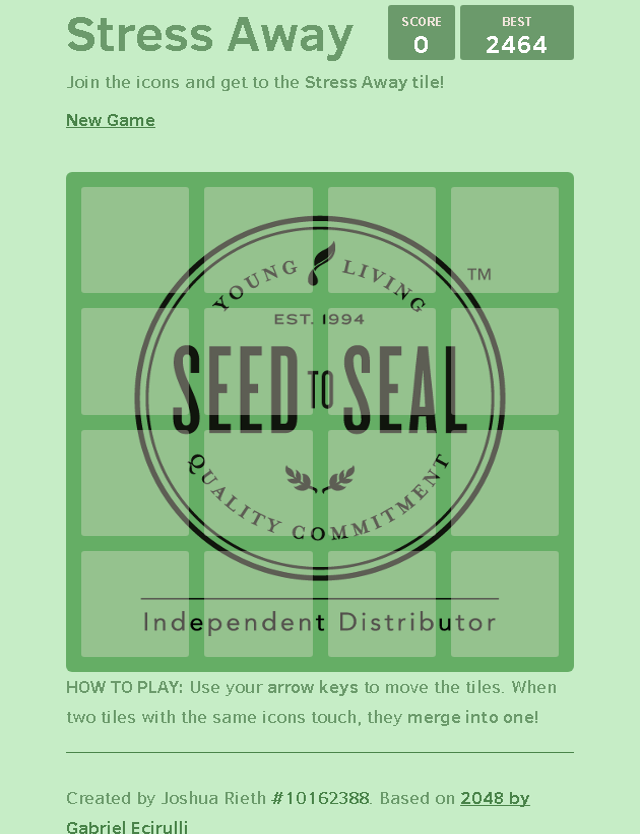 Stress Away
SCORE
0
BEST
2464
Join the icons and get to the Stress Away tile!
New Game
YOUNG LIVING
TM
EST. 1994
SEED TO SEAL
QUALITY COMMITMENT
Independent Distributor
HOW TO PLAY: Use your arrow keys to move the tiles. When
two tiles with the same icons touch, they merge into one!
Created by Joshua Rieth #10162388. Based on 2048 by
Gabriel Ecirulli